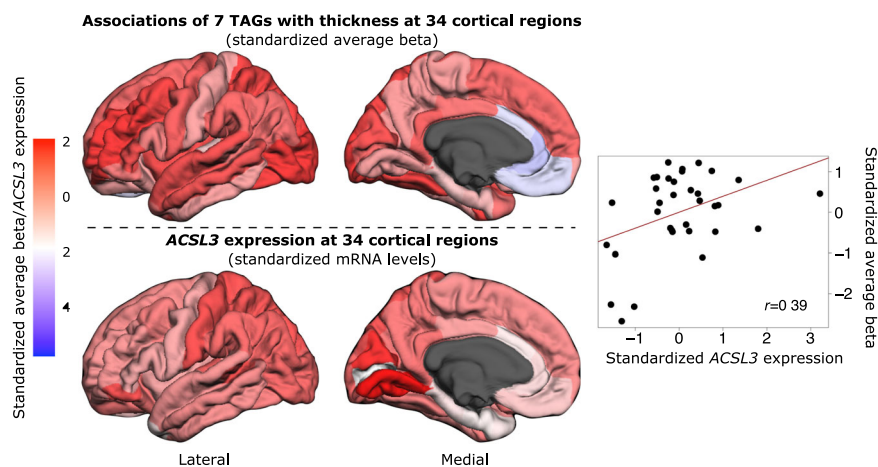 Associations of 7 TAGs with thickness at 34 cortical regions
(standardized average beta)
Standardized average beta/ACSL3 expression
2
0
2
4
ACSL3 expression at 34 cortical regions
(standardized mRNA levels)
Lateral
Medial
1
0
−1
−2
Standardized average beta
r=0 39
−1
0
1
2
3
Standardized ACSL3 expression